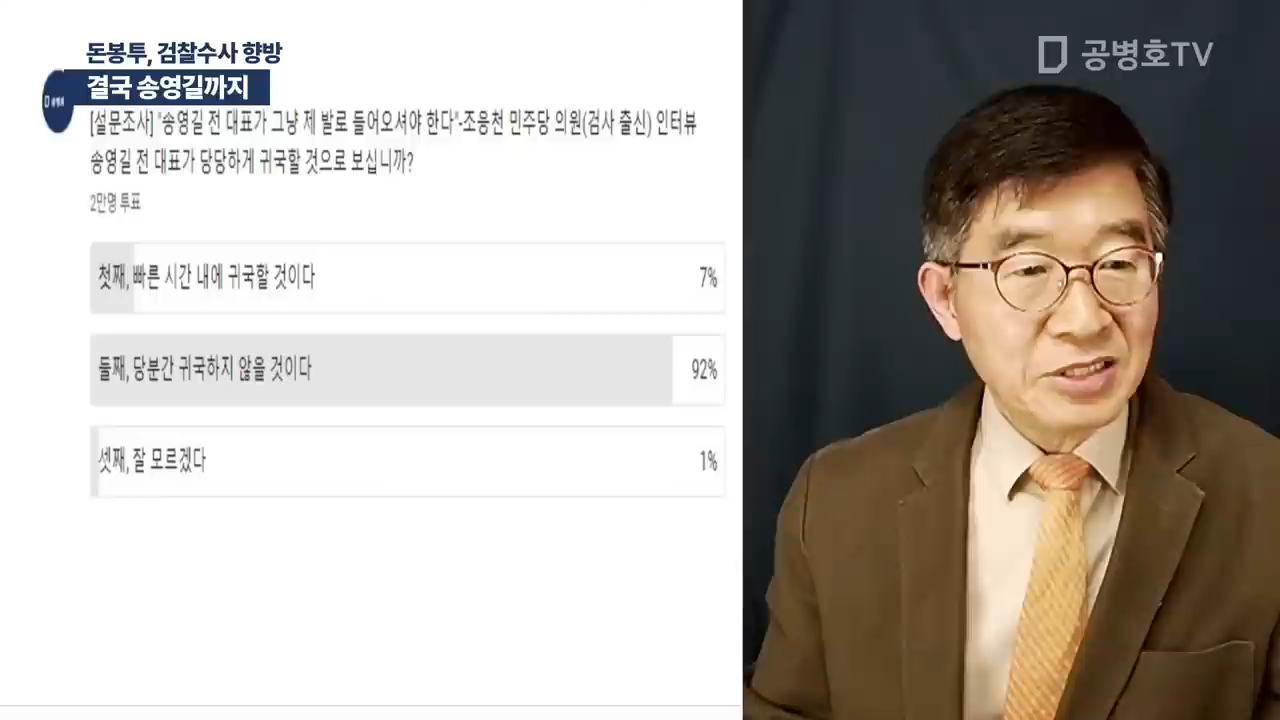 돈봉투, 검찰수사 향방
결국 송영길까지
공병호TV
[설문조사] "송영길 전 대표가 그냥 제 발로 들어오셔야 한다"-조응천 민주당 의원(검사 출신) 인터뷰
송영길 전 대표가 당당하게 귀국할 것으로 보십니까?
2만명 투표
첫째, 빠른 시간 내에 귀국할 것이다 7%
둘째, 당분간 귀국하지 않을 것이다 92%
셋째, 잘 모르겠다 1%